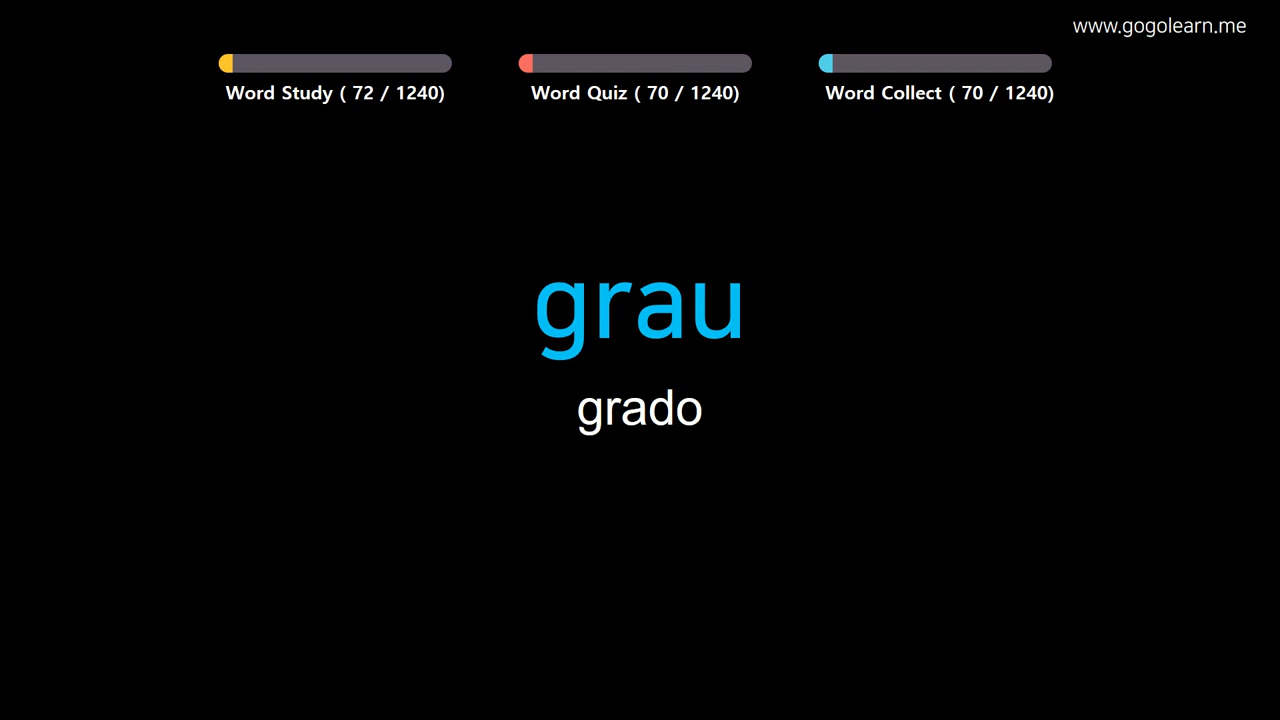 www.gogolearn.me
Word Study ( 72 / 1240)
Word Quiz ( 70 / 1240)
Word Collect ( 70 / 1240)
grau
grado